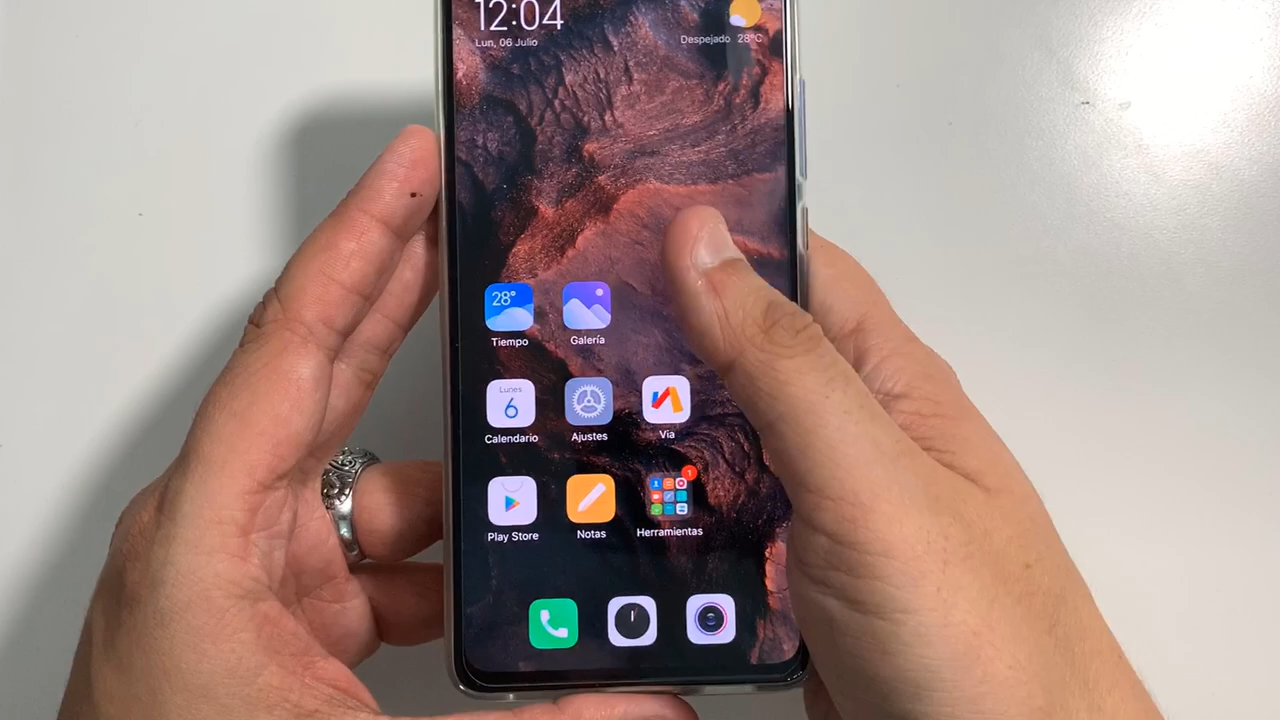 12:04
Lun, 06 Julio
Despejado 28°C
28°
Tiempo
Galería
Lunes
6
Calendario
Ajustes
Via
1
Play Store
Notas
Herramientas